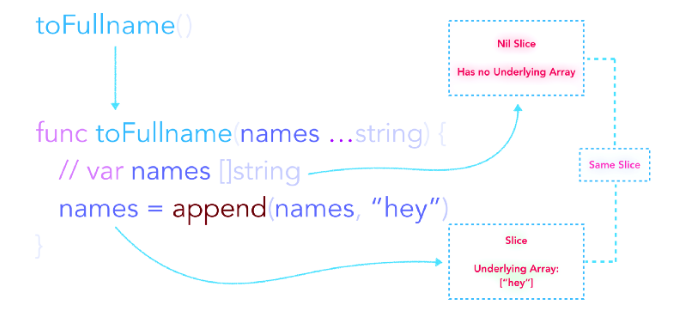 toFullname()
Nil Slice
Has no Underlying Array
func toFullname(names ...string) {
// var names []string
Same Slice
names = append(names, “hey”)
}
Slice
Underlying Array:
[“hey”]